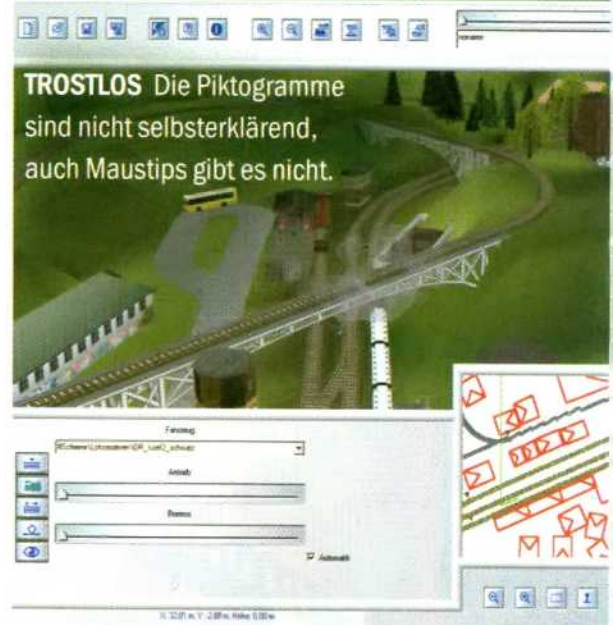 TROSTLOS Die Piktogramme
sind nicht selbsterklärend,
auch Maustips gibt es nicht.
Fahrzeug
Antrieb
Bremse
Automatik